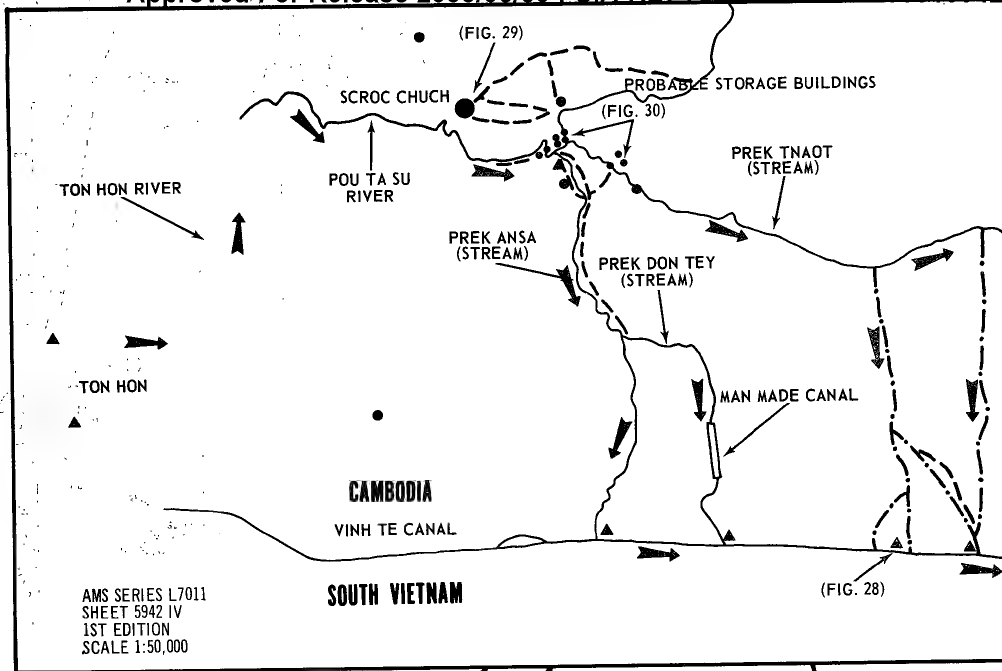 (FIG. 29)
SCROC CHUCH
PROBABLE STORAGE BUILDINGS
(FIG. 30)
PREK TNAOT
(STREAM)
TON HON RIVER
POU TA SU
RIVER
PREK ANSA
(STREAM)
PREK DON TEY
(STREAM)
TON HON
MAN MADE CANAL
CAMBODIA
VINH TE CANAL
SOUTH VIETNAM
(FIG. 28)
AMS SERIES L7011
SHEET 5942 IV
1ST EDITION
SCALE 1:50,000